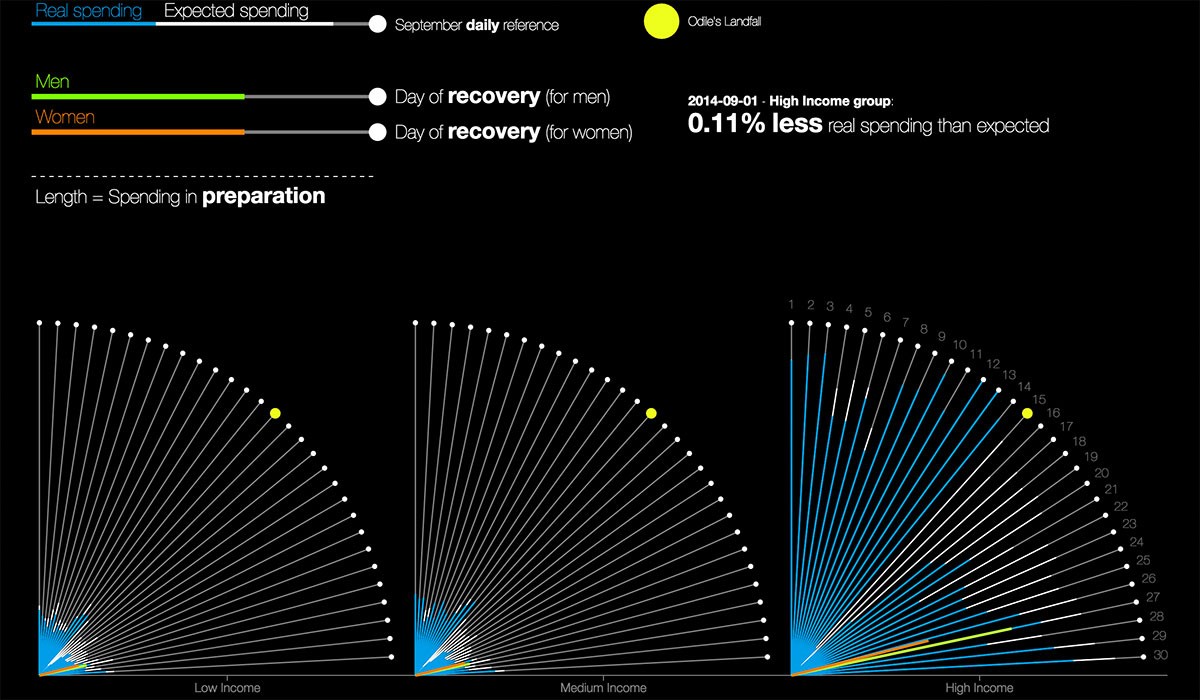 Real spending Expected spending
September daily reference
Odile's Landfall
Men
Day of recovery (for men)
Women
Day of recovery (for women)
2014-09-01 - High Income group:
0.11% less real spending than expected
Length = Spending in preparation
1 2 3 4 5 6 7 8 9 10 11 12 13 14 15 16 17 18 19 20 21 22 23 24 25 26 27 28 29 30
Low Income
Medium Income
High Income